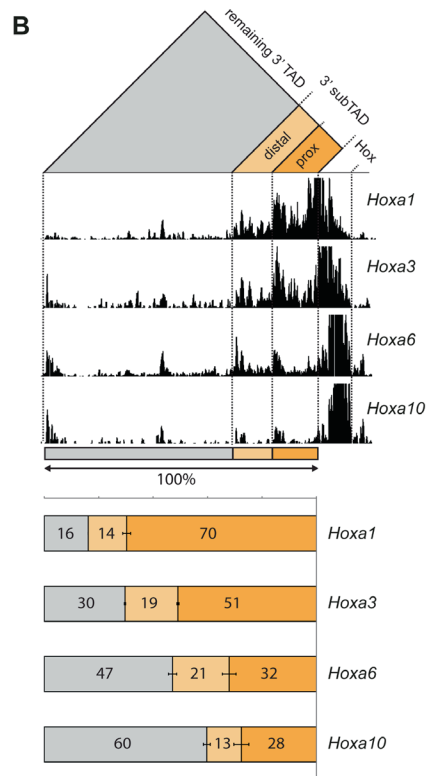 B
remaining 3' TAD
3' subTAD
Hox
distal
prox
Hoxa1
Hoxa3
Hoxa6
Hoxa10
100%
16 14 70 Hoxa1
30 19 51 Hoxa3
47 21 32 Hoxa6
60 13 28 Hoxa10